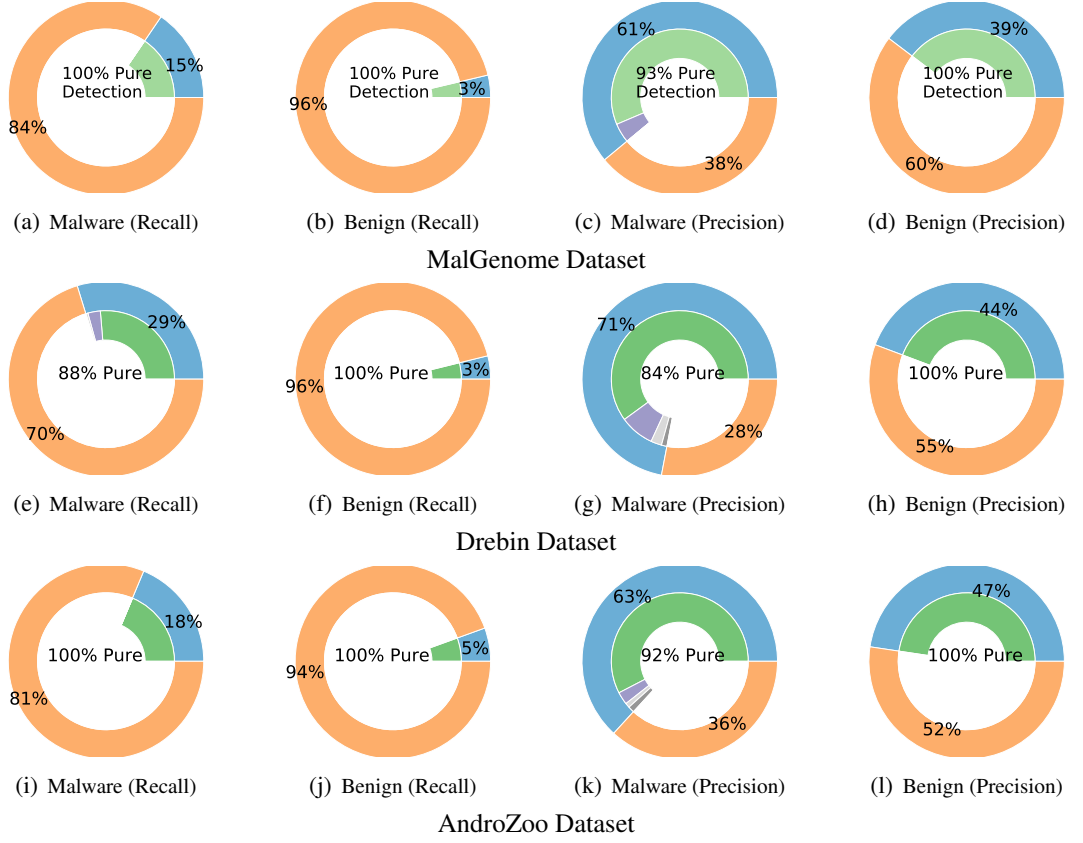 84%
100% Pure
Detection
15%
96%
100% Pure
Detection
3%
61%
93% Pure
Detection
38%
39%
100% Pure
Detection
60%
(a) Malware (Recall)
(b) Benign (Recall)
(c) Malware (Precision)
(d) Benign (Precision)
MalGenome Dataset
29%
88% Pure
70%
96%
100% Pure
3%
71%
84% Pure
28%
44%
100% Pure
55%
(e) Malware (Recall)
(f) Benign (Recall)
(g) Malware (Precision)
(h) Benign (Precision)
Drebin Dataset
18%
100% Pure
81%
94%
100% Pure
5%
63%
92% Pure
36%
47%
100% Pure
52%
(i) Malware (Recall)
(j) Benign (Recall)
(k) Malware (Precision)
(l) Benign (Precision)
AndroZoo Dataset